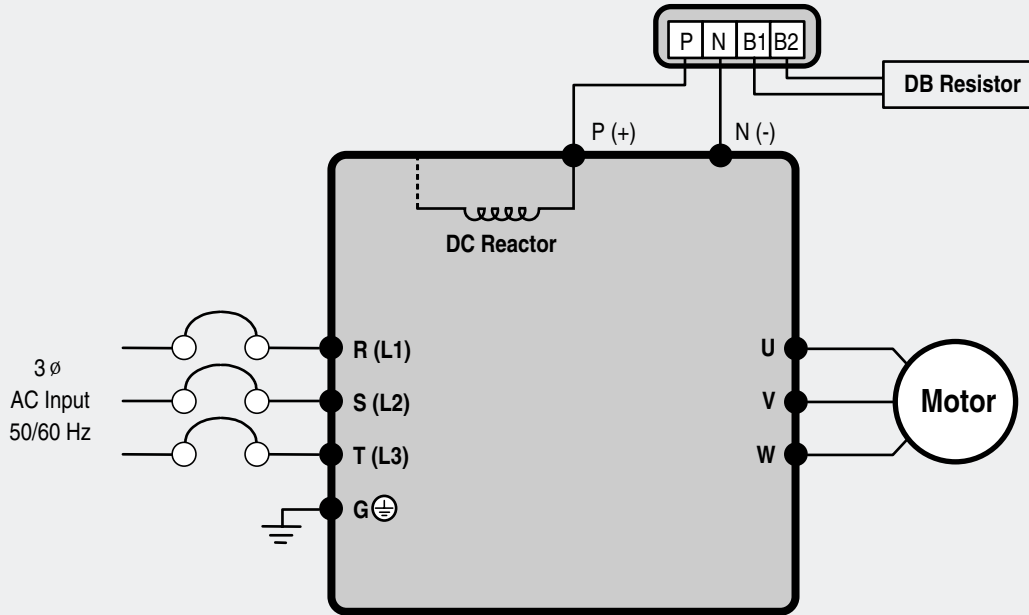 P N B1 B2
DB Resistor
P (+)
N (-)
DC Reactor
R (L1)
U
3 ø
AC Input
50/60 Hz
S (L2)
V
Motor
T (L3)
W
G